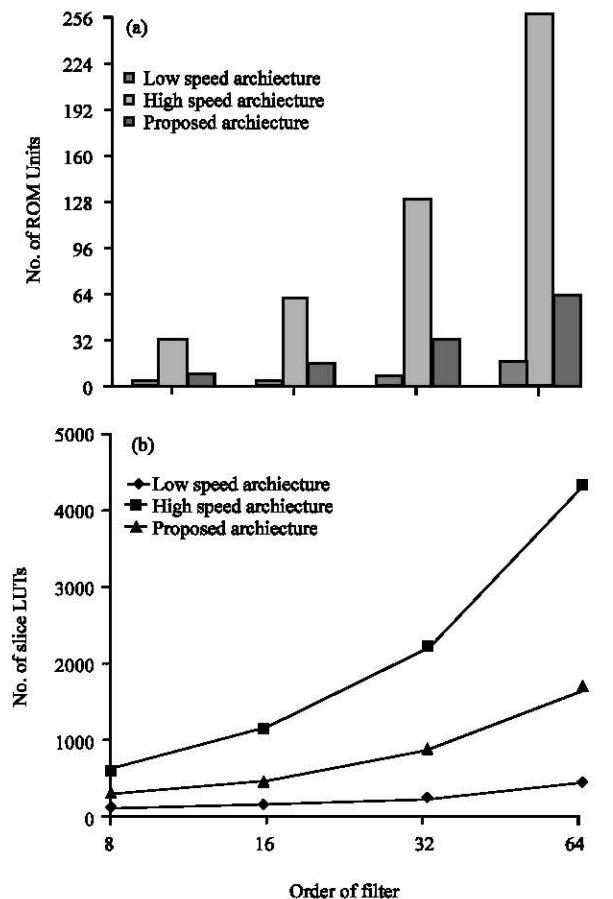 256
(a)
224
Low speed archiecture
192
High speed archiecture
160
Proposed archiecture
128
96
64
32
0
No. of ROM Units
5000
(b)
Low speed archiecture
4000
High speed archiecture
Proposed archiecture
3000
2000
1000
0
No. of slice LUTs
8 16 32 64
Order of filter